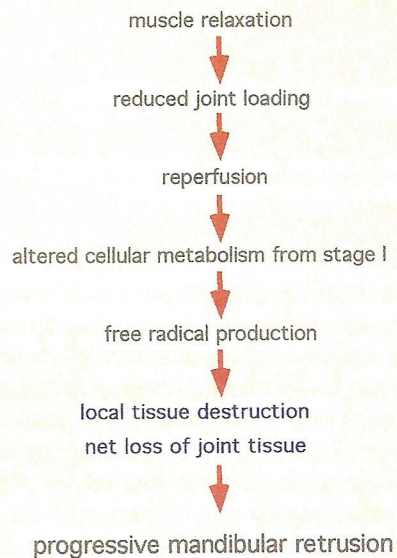 muscle relaxation
reduced joint loading
reperfusion
altered cellular metabolism from stage I
free radical production
local tissue destruction
net loss of joint tissue
progressive mandibular retrusion